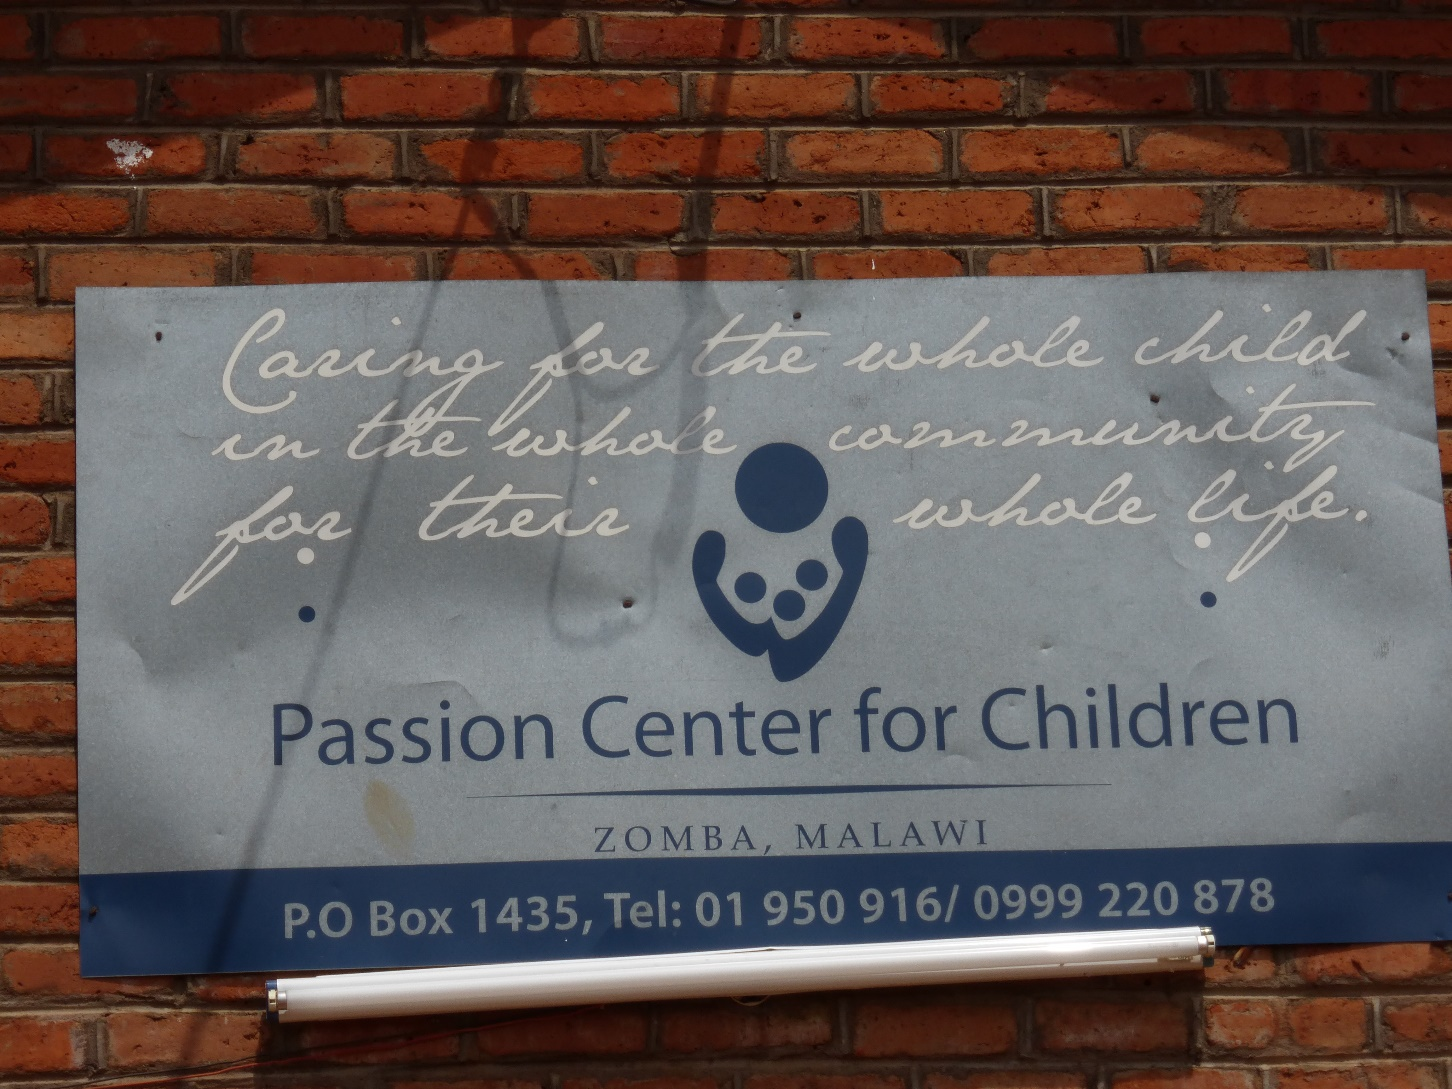 Caring for the whole child
in the whole community
for their whole life.
Passion Center for Children
ZOMBA, MALAWI
P.O Box 1435, Tel: 01 950 916/ 0999 220 878